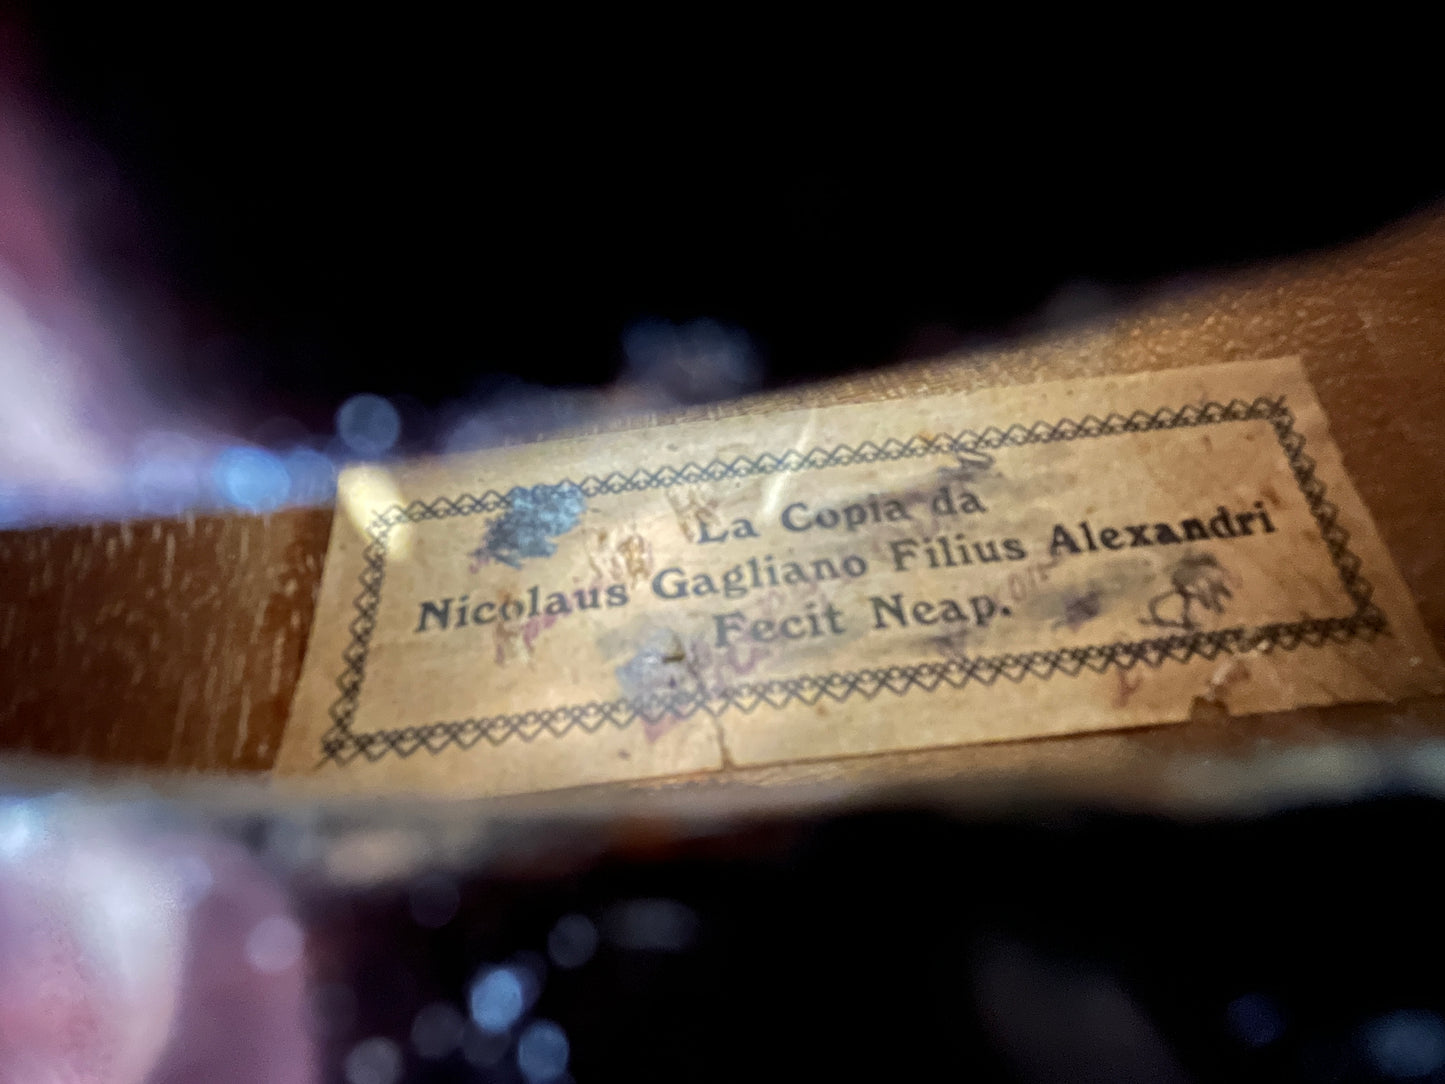 La Copia da
Nicolaus Gagliano Filius Alexandri
Fecit Neap.